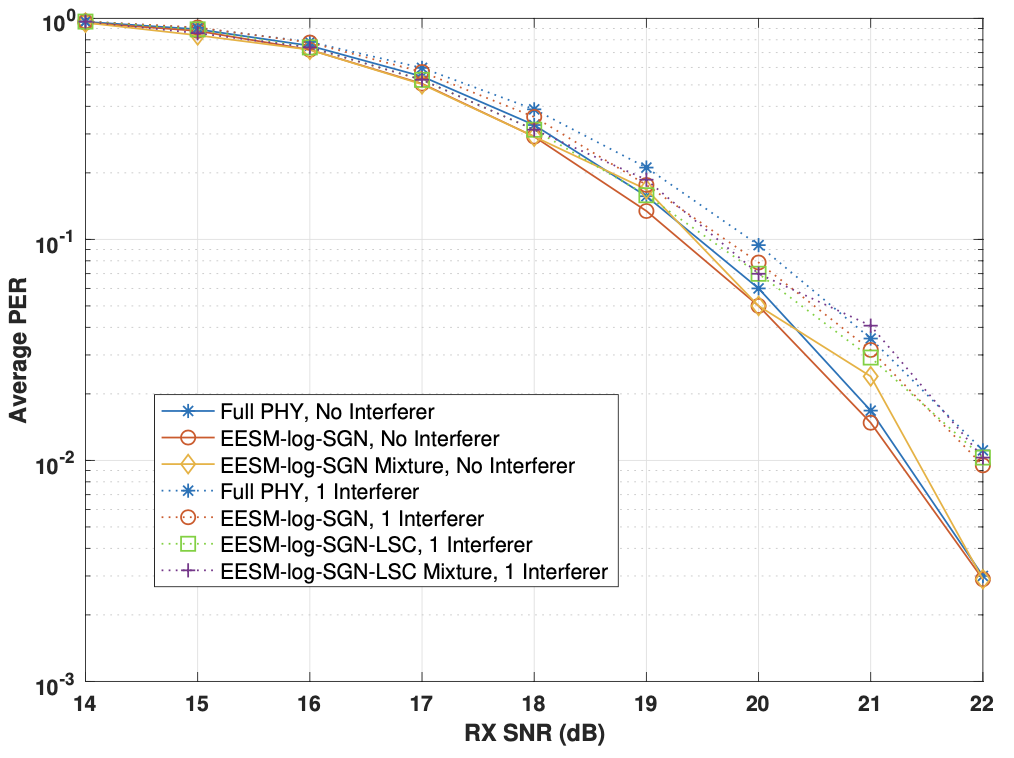 10^0
10^-1
10^-2
10^-3
Average PER
Full PHY, No Interferer
EESM-log-SGN, No Interferer
EESM-log-SGN Mixture, No Interferer
Full PHY, 1 Interferer
EESM-log-SGN, 1 Interferer
EESM-log-SGN-LSC, 1 Interferer
EESM-log-SGN-LSC Mixture, 1 Interferer
14 15 16 17 18 19 20 21 22
RX SNR (dB)